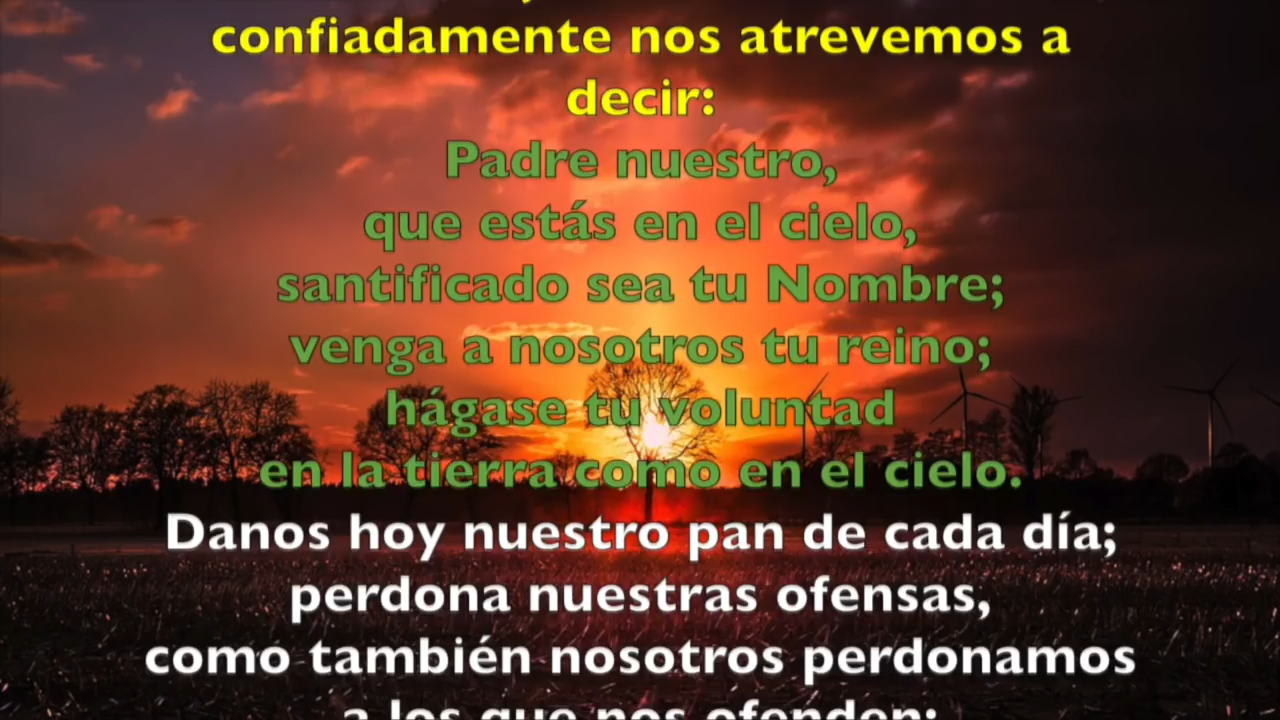 confiadamente nos atrevemos a
decir:
Padre nuestro,
que estás en el cielo,
santificado sea tu Nombre;
venga a nosotros tu reino;
hágase tu voluntad
en la tierra como en el cielo.
Danos hoy nuestro pan de cada día;
perdona nuestras ofensas,
como también nosotros perdonamos
a los que nos ofenden;